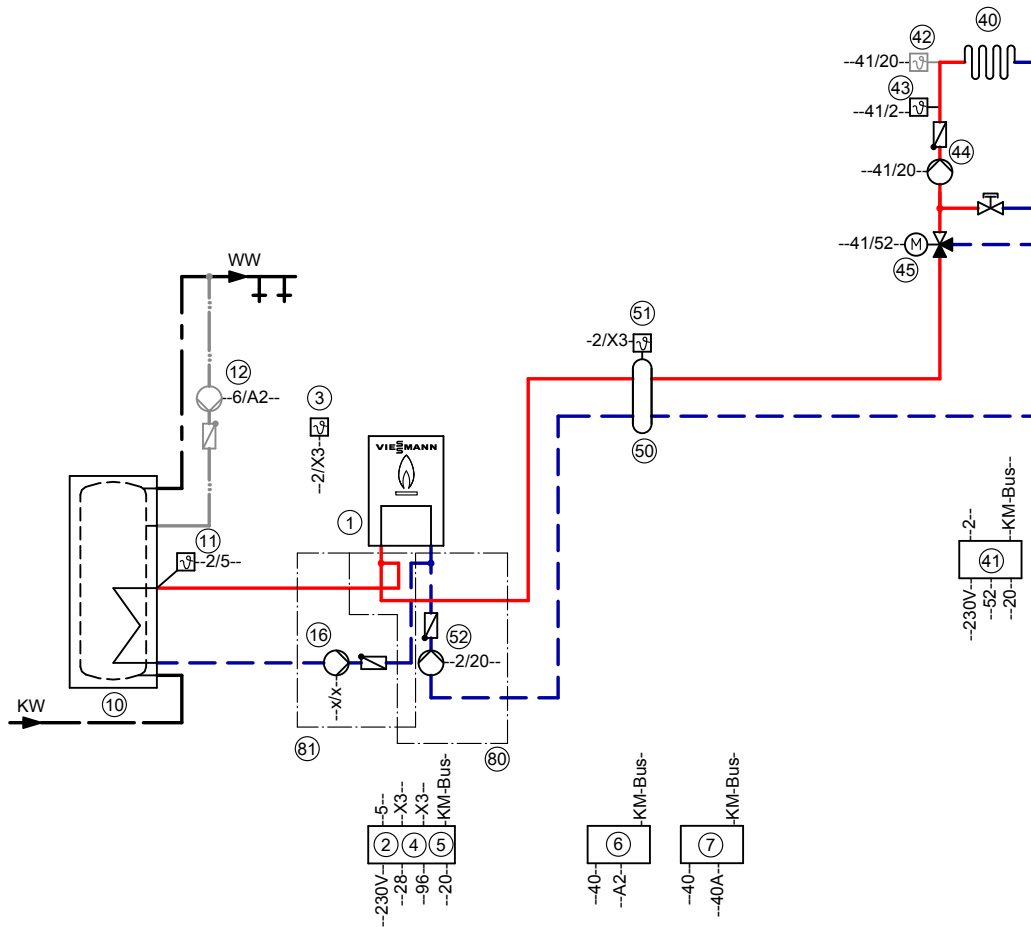 42
40
--41/20--
43
--41/2--
44
--41/20--
--41/52--
M
45
WW
51
-2/X3-
12
--6/A2--
3
--2/X3--
VIESSMANN
50
1
11
--2/5--
--2--
KM-Bus--
41
--230V--
--52--
--20--
16
52
--2/20--
--x/x--
10
KW
81
80
--5--
--X3--
--X3--
KM-Bus-
2
4
5
--230V--
--28--
--96--
--20--
-KM-Bus-
6
--40
--A2--
-KM-Bus-
7
--40
--40A--